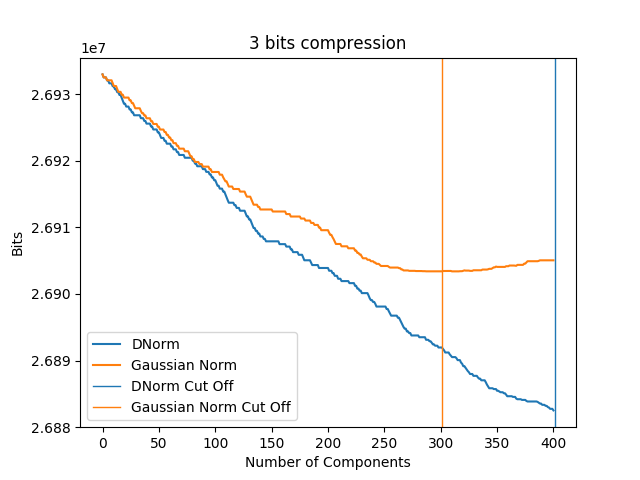 3 bits compression
1e7
2.693
2.692
2.691
2.690
2.689
2.688
Bits
DNorm
Gaussian Norm
DNorm Cut Off
Gaussian Norm Cut Off
0 50 100 150 200 250 300 350 400
Number of Components